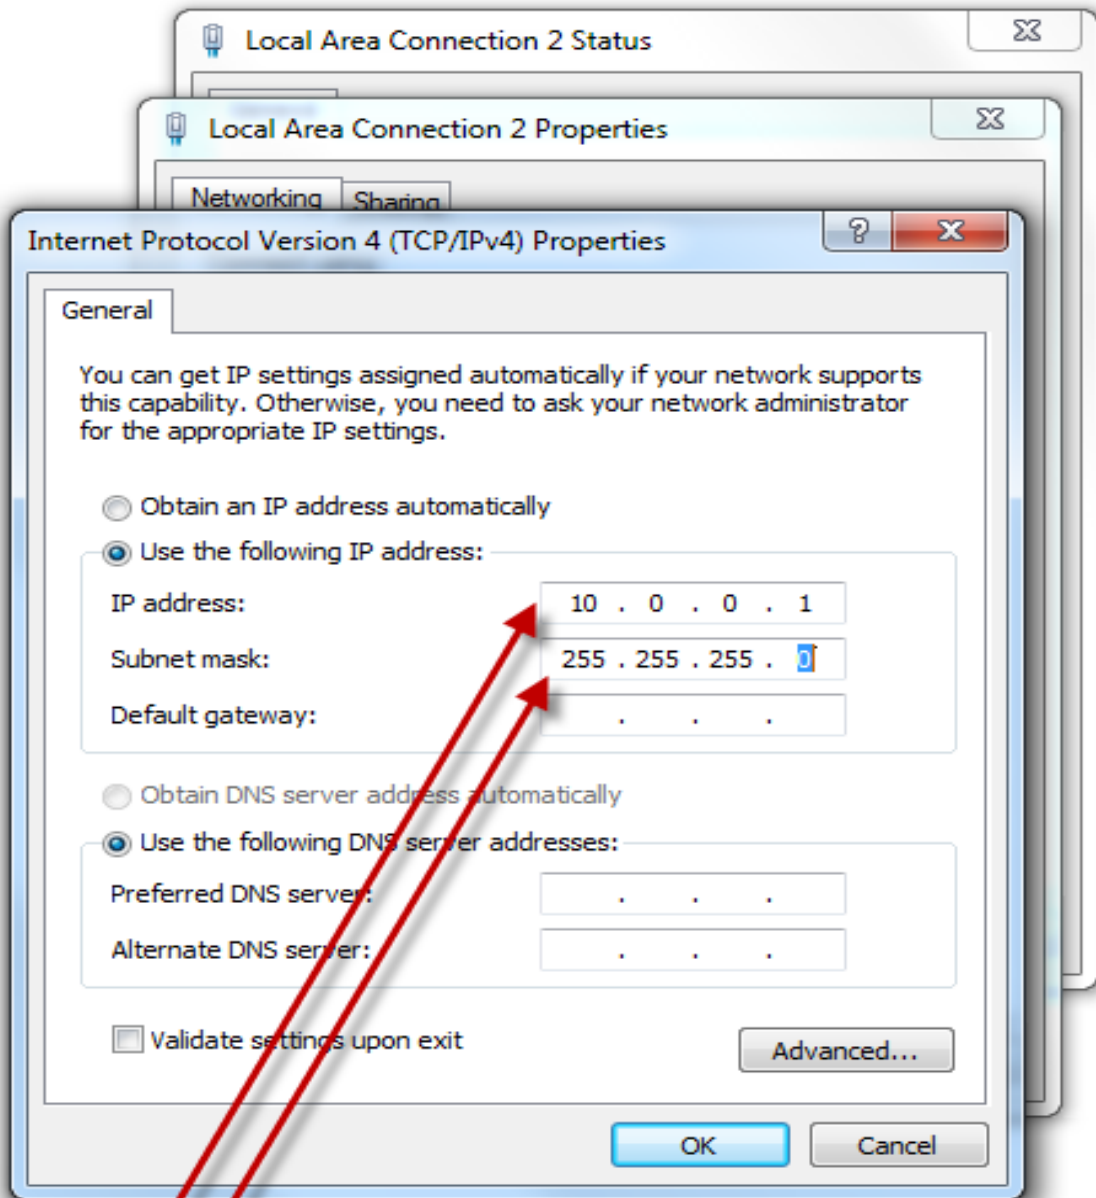 Local Area Connection 2 Status
Local Area Connection 2 Properties
Networking Sharing
Internet Protocol Version 4 (TCP/IPv4) Properties
General
You can get IP settings assigned automatically if your network supports
this capability. Otherwise, you need to ask your network administrator
for the appropriate IP settings.
Obtain an IP address automatically
Use the following IP address:
IP address: 10 . 0 . 0 . 1
Subnet mask: 255 . 255 . 255 . 0
Default gateway: . . .
Obtain DNS server address automatically
Use the following DNS server addresses:
Preferred DNS server: . . .
Alternate DNS server: . . .
Validate settings upon exit
Advanced...
OK Cancel